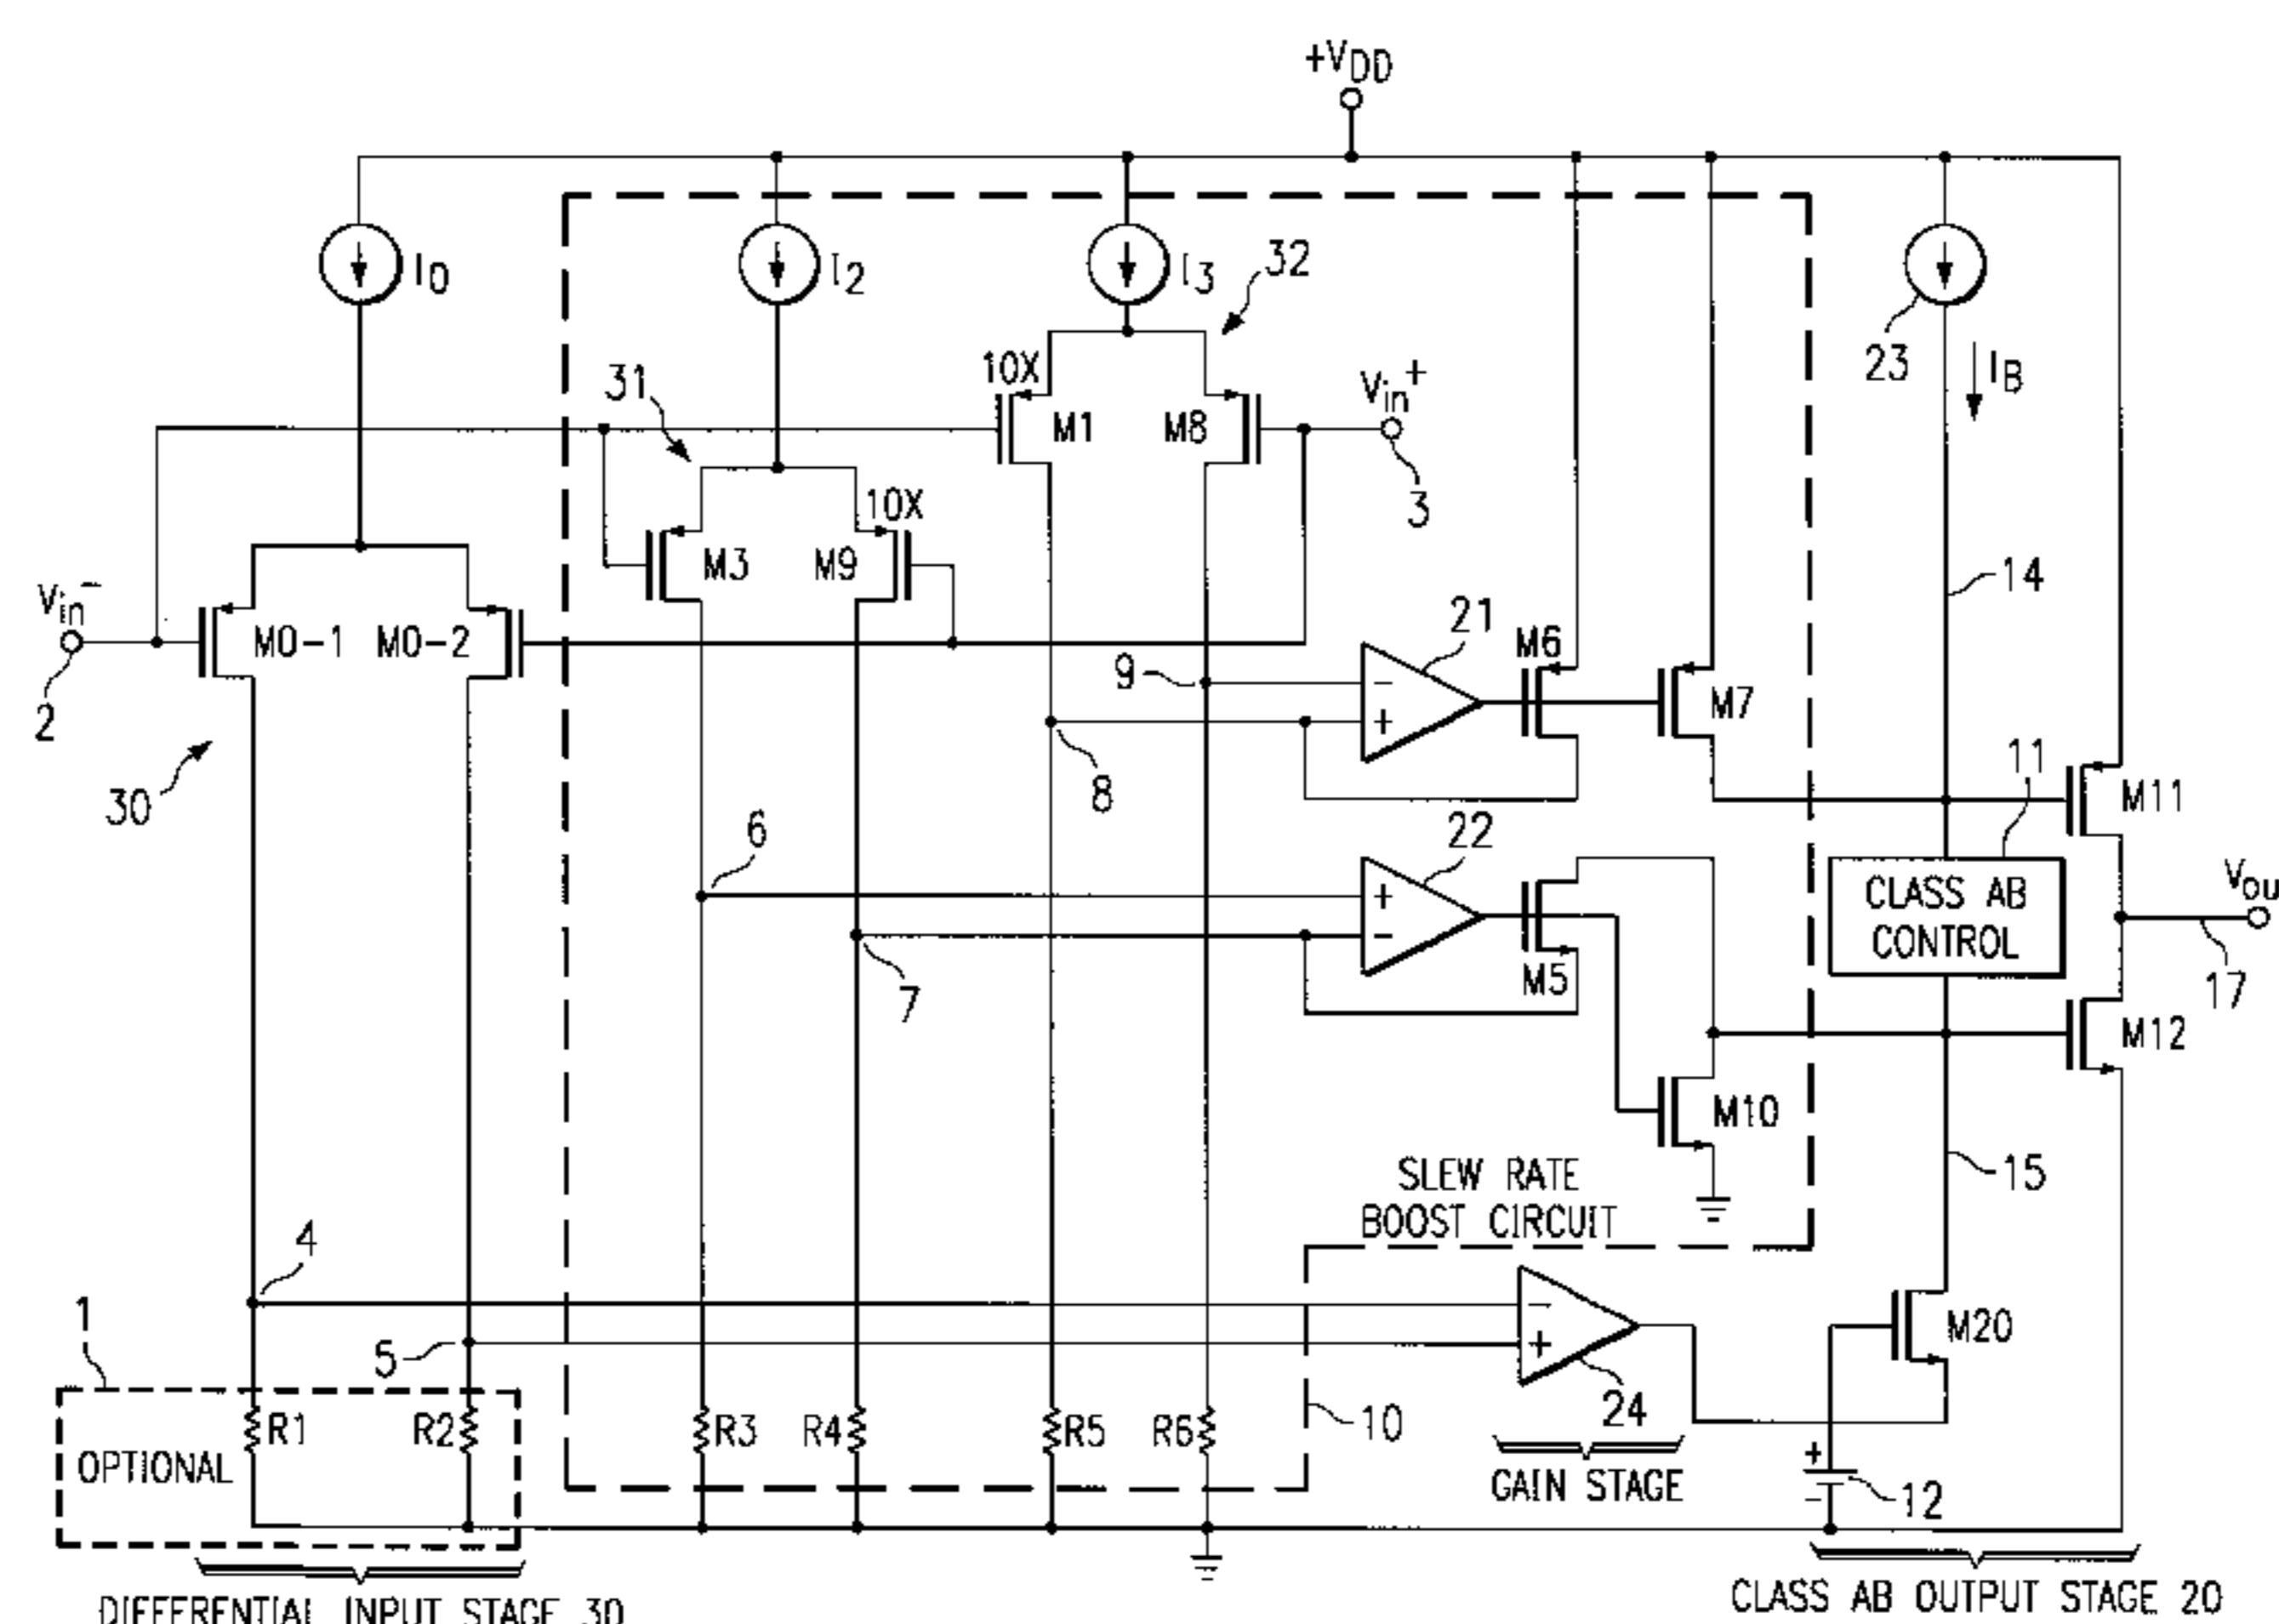 +VDD
I0
I2
I3
32
23
IB
31
10X
M1
M8
Vin+
3
10X
M3
M9
14
Vin-
2
M0-1
M0-2
21
M6
9
M7
30
8
11
M11
6
22
CLASS AB
CONTROL
Vou
17
7
M5
M12
M10
SLEW RATE
BOOST CIRCUIT
15
4
1
5
M20
R1
R2
R3
R4
R5
R6
10
24
OPTIONAL
GAIN STAGE
12
DIFFERENTIAL INPUT STAGE 30
CLASS AB OUTPUT STAGE 20